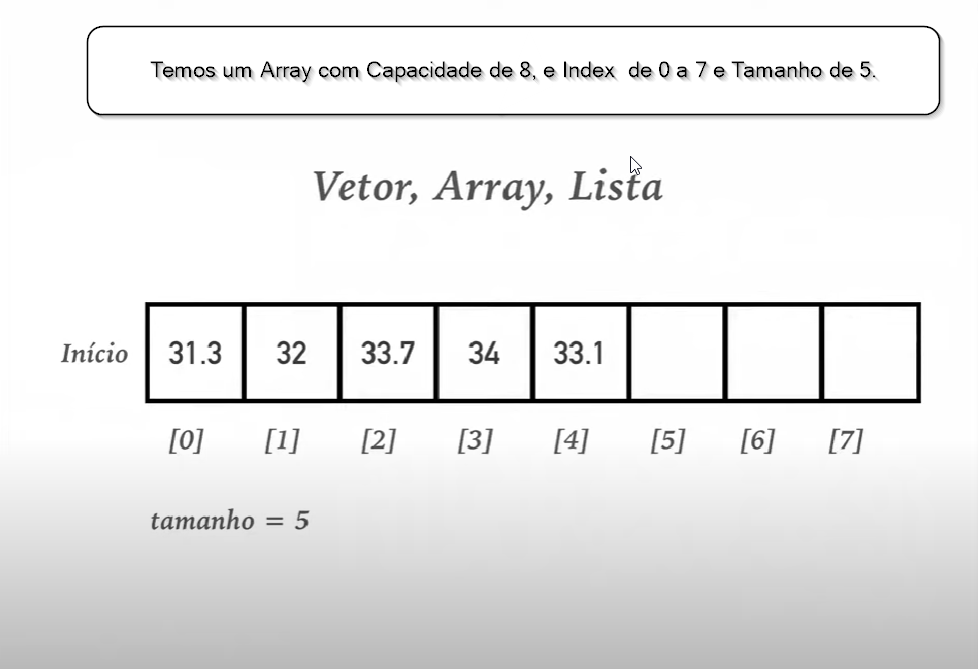 Temos um Array com Capacidade de 8, e Index de 0 a 7 e Tamanho de 5.
Vetor, Array, Lista
Início 31.3 32 33.7 34 33.1
[0] [1] [2] [3] [4] [5] [6] [7]
tamanho = 5